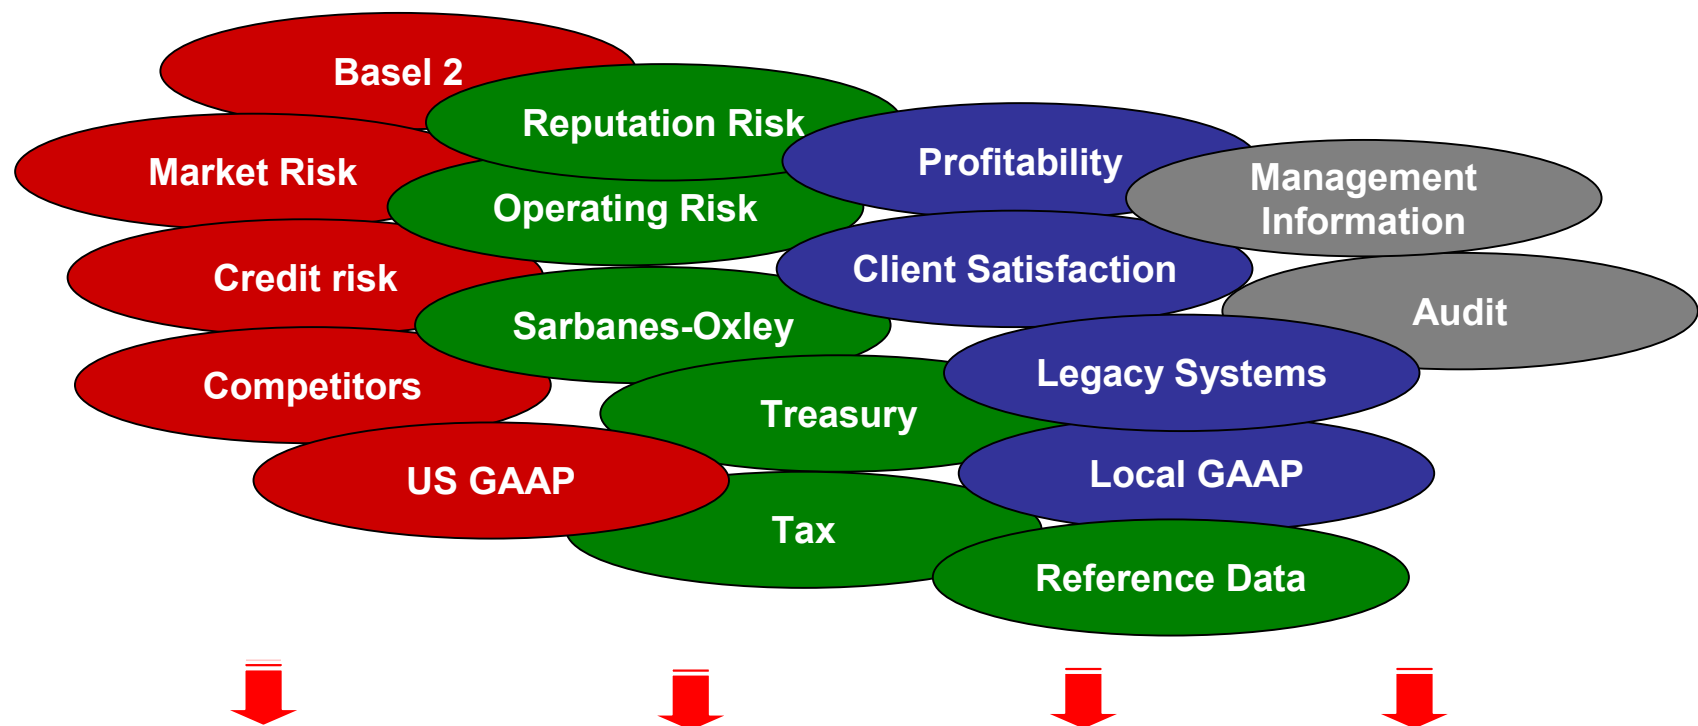 Basel 2
Reputation Risk
Profitability
Management
Information
Market Risk
Operating Risk
Client Satisfaction
Credit risk
Audit
Sarbanes-Oxley
Legacy Systems
Competitors
Treasury
Local GAAP
US GAAP
Tax
Reference Data